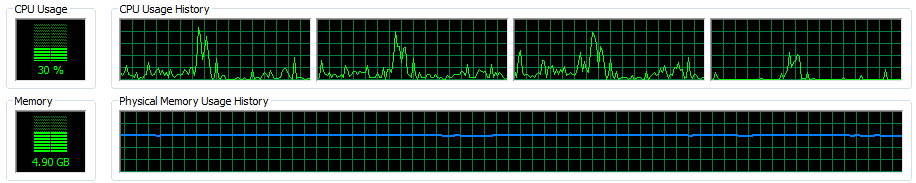 CPU Usage
CPU Usage History
30 %
Memory
Physical Memory Usage History
4.90 GB